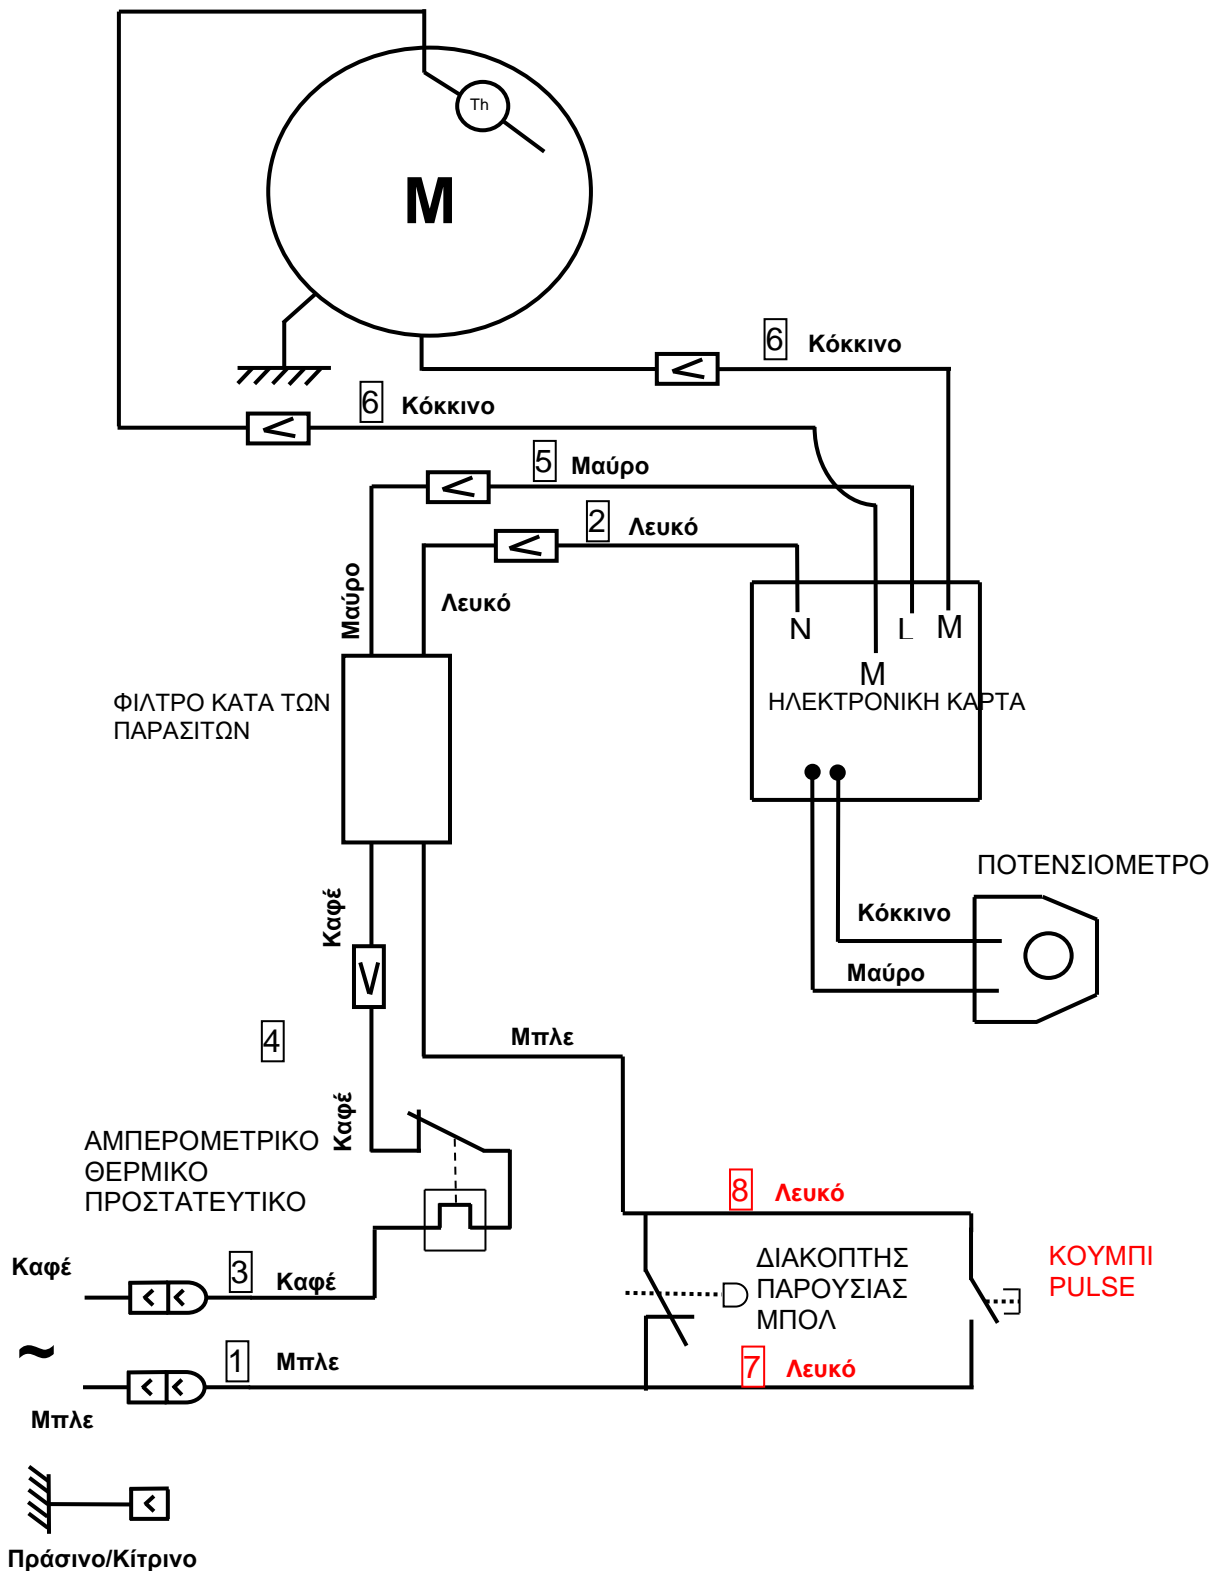 Th
M
6 Κόκκινο
6 Κόκκινο
5 Μαύρο
2 Λευκό
Μαύρο
Λευκό
N
L
M
M
ΗΛΕΚΤΡΟΝΙΚΗ ΚΑΡΤΑ
ΦΙΛΤΡΟ ΚΑΤΑ ΤΩΝ
ΠΑΡΑΣΙΤΩΝ
ΠΟΤΕΝΣΙΟΜΕΤΡΟ
Καφέ
Κόκκινο
Μαύρο
4
Μπλε
Καφέ
ΑΜΠΕΡΟΜΕΤΡΙΚΟ
ΘΕΡΜΙΚΟ
ΠΡΟΣΤΑΤΕΥΤΙΚΟ
8 Λευκό
Καφέ
3 Καφέ
ΔΙΑΚΟΠΤΗΣ
ΠΑΡΟΥΣΙΑΣ
ΜΠΟΛ
ΚΟΥΜΠΙ
PULSE
~
1 Μπλε
7 Λευκό
Μπλε
Πράσινο/Κίτρινο